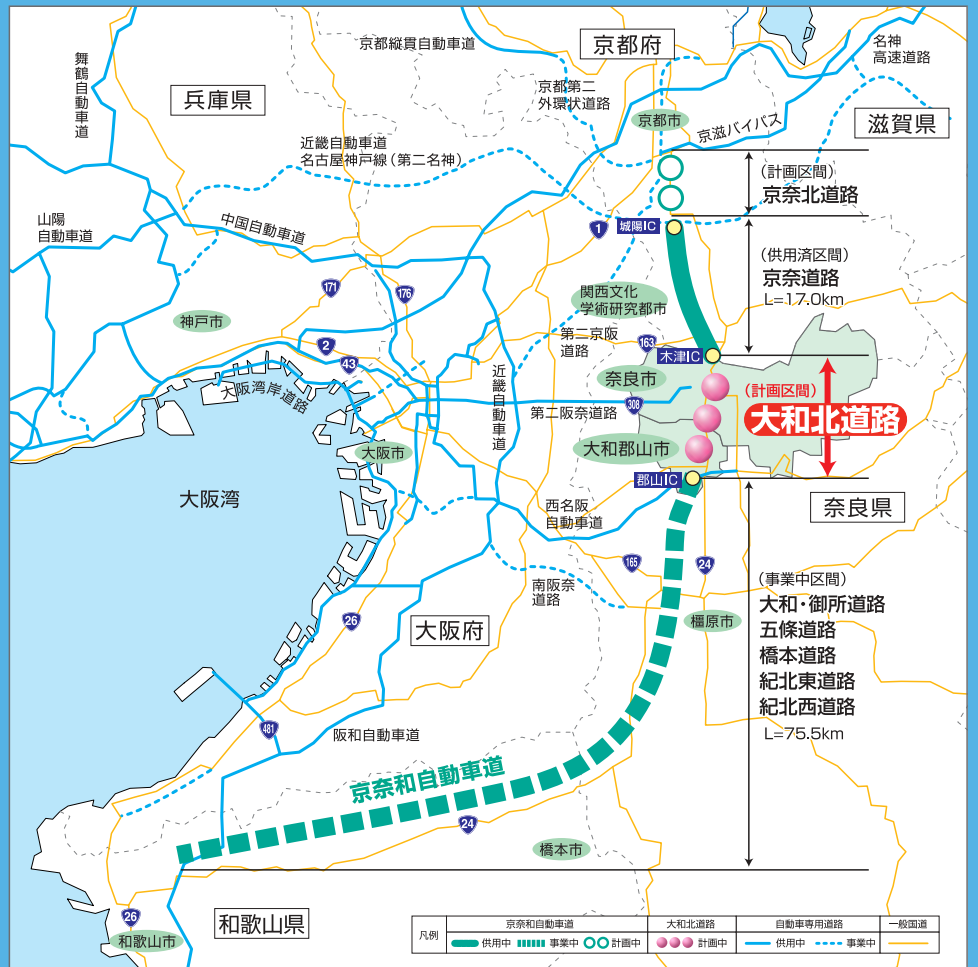 京都縦貫自動車道
京都府
名神
高速道路
舞鶴自動車道
兵庫県
京都第二
外環状道路
京都市
京滋バイパス
滋賀県
近畿自動車道
名古屋神戸線(第二名神)
(計画区間)
京奈北道路
山陽
自動車道
中国自動車道
1
城陽IC
(供用済区間)
京奈道路
L=17.0km
171
176
関西文化
学術研究都市
神戸市
2
43
第二京阪
道路
163
木津IC
奈良市
(計画区間)
大和北道路
大阪湾岸道路
近畿自動車道
308
第二阪奈道路
大和郡山市
大阪市
郡山IC
大阪湾
西名阪
自動車道
奈良県
165
24
南阪奈
道路
(事業中区間)
大和・御所道路
五條道路
橋本道路
紀北東道路
紀北西道路
L=75.5km
26
大阪府
橿原市
481
阪和自動車道
京奈和自動車道
24
橋本市
26
和歌山市
和歌山県
凡例
京奈和自動車道 大和北道路 自動車専用道路 一般国道
供用中 事業中 計画中 計画中 供用中 事業中